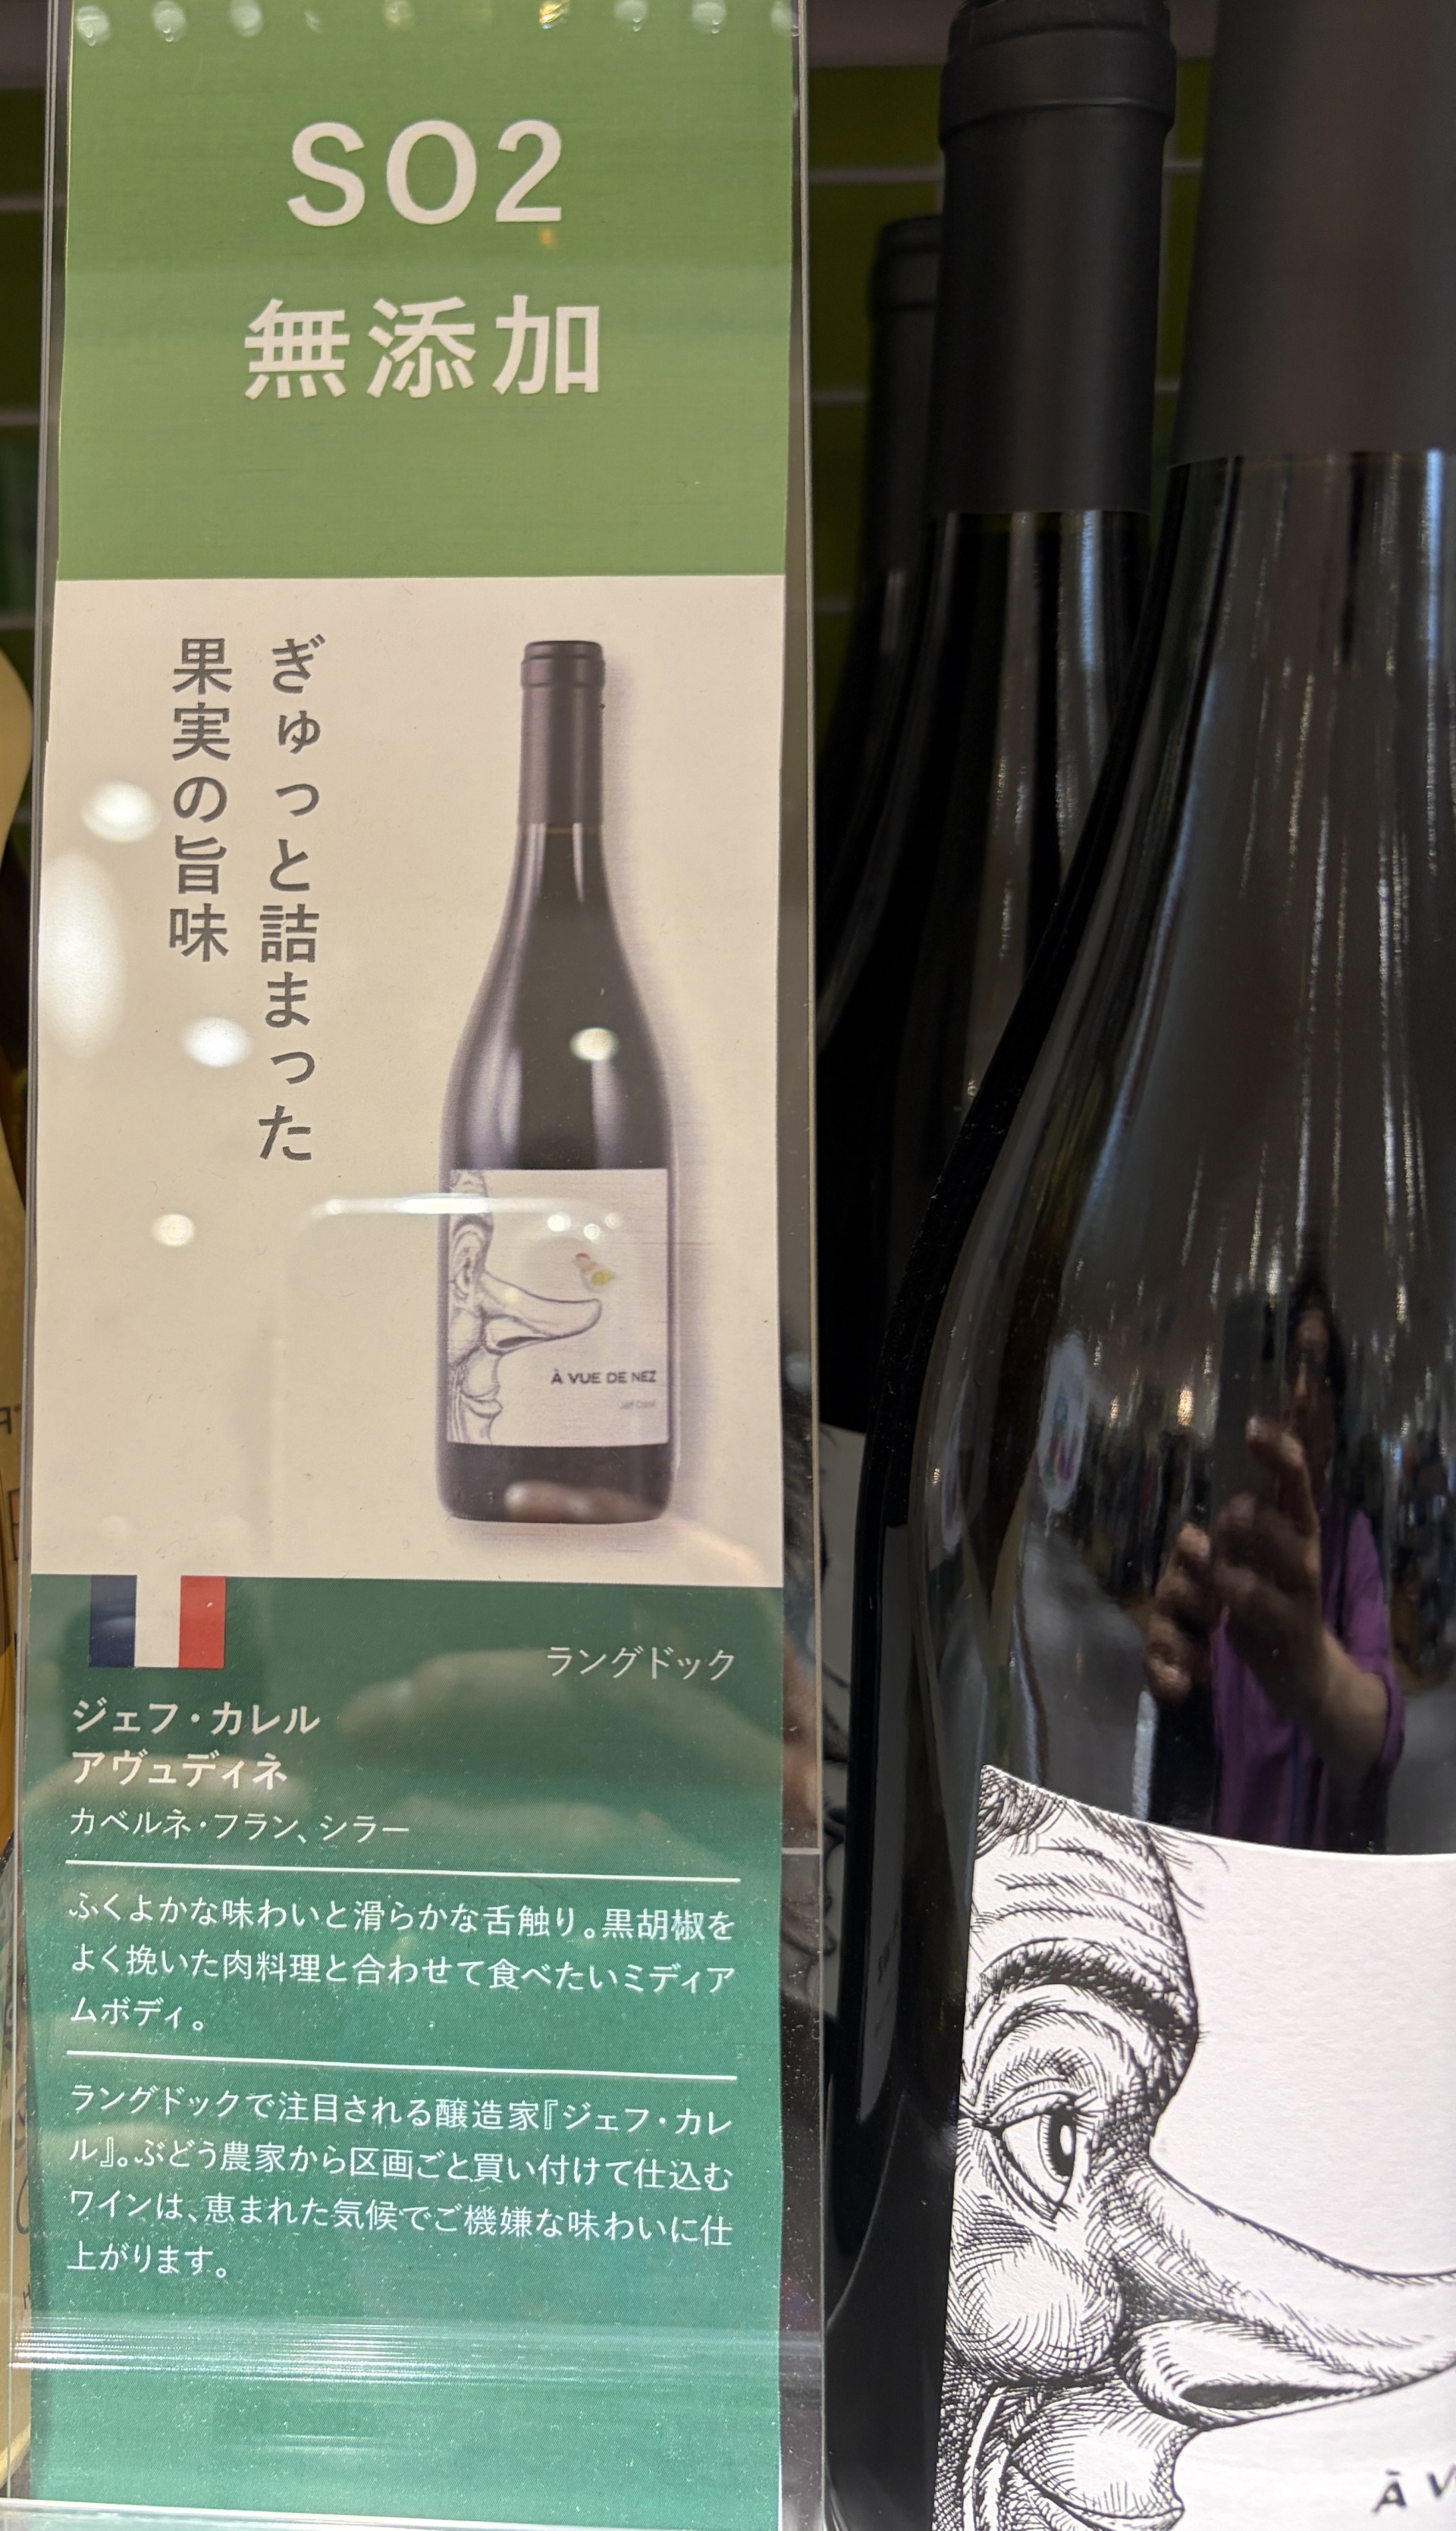 SO2
無添加
ぎゅっと詰まった
果実の旨味
À VUE DE NEZ
ラングドック
ジェフ・カレル
アヴュディネ
カベルネ・フラン、シラー
ふくよかな味わいと滑らかな舌触り。黒胡椒を
よく挽いた肉料理と合わせて食べたいミディア
ムボディ。
ラングドックで注目される醸造家『ジェフ・カレ
ル』。ぶどう農家から区画ごと買い付けて仕込む
ワインは、恵まれた気候でご機嫌な味わいに仕
上がります。
À V